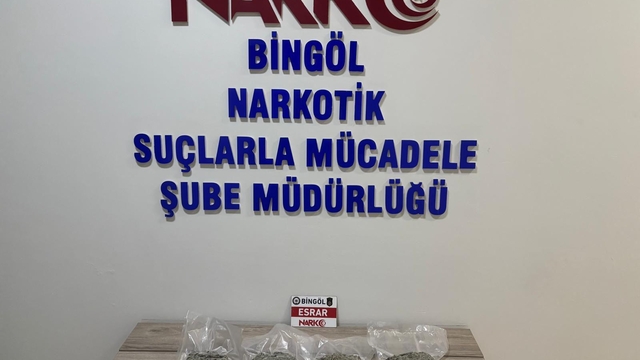 NARKO
BİNGÖL
NARKOTİK
SUÇLARLA MÜCADELE
ŞUBE MÜDÜRLÜĞÜ
BİNGÖL
ESRAR
NARKO